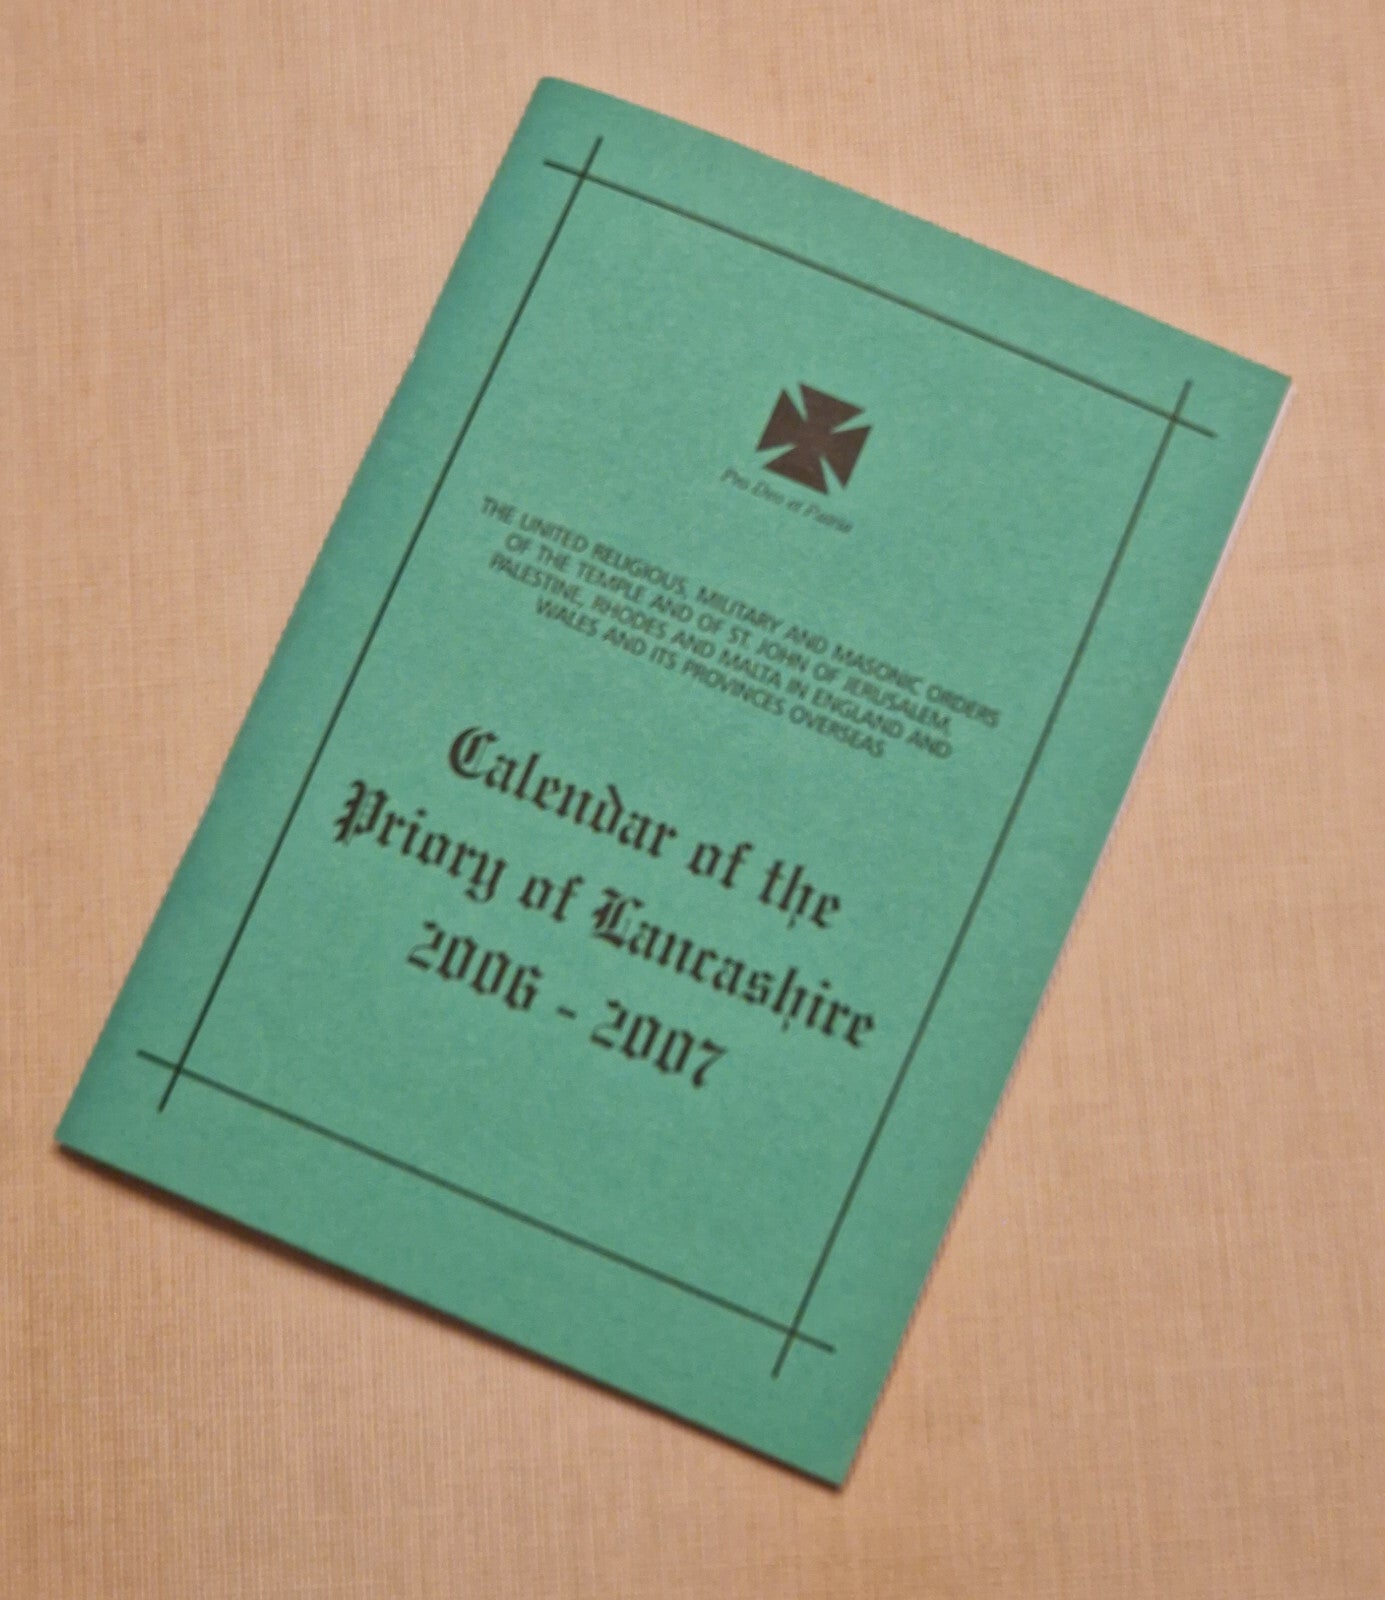 Pro Deo et Patria
THE UNITED RELIGIOUS, MILITARY AND MASONIC ORDERS
OF THE TEMPLE AND OF ST. JOHN OF JERUSALEM,
PALESTINE, RHODES AND MALTA IN ENGLAND AND
WALES AND ITS PROVINCES OVERSEAS
Calendar of the
Priory of Lancashire
2006 - 2007